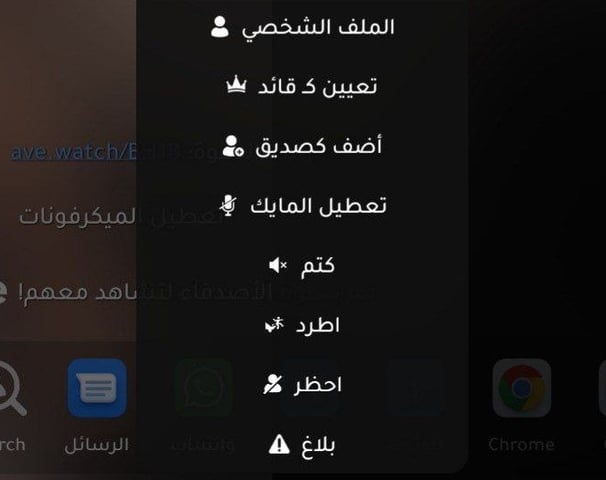 الملف الشخصي
تعيين كـ قائد
أضف كصديق
ave.watch/B
تعطيل المايك
تعطيل الميكرفونات
كتم
الأصدقاء لتشاهد معهم!
اطرد
احظر
rch
الرسائل
واتساب
Chrome
بلاغ